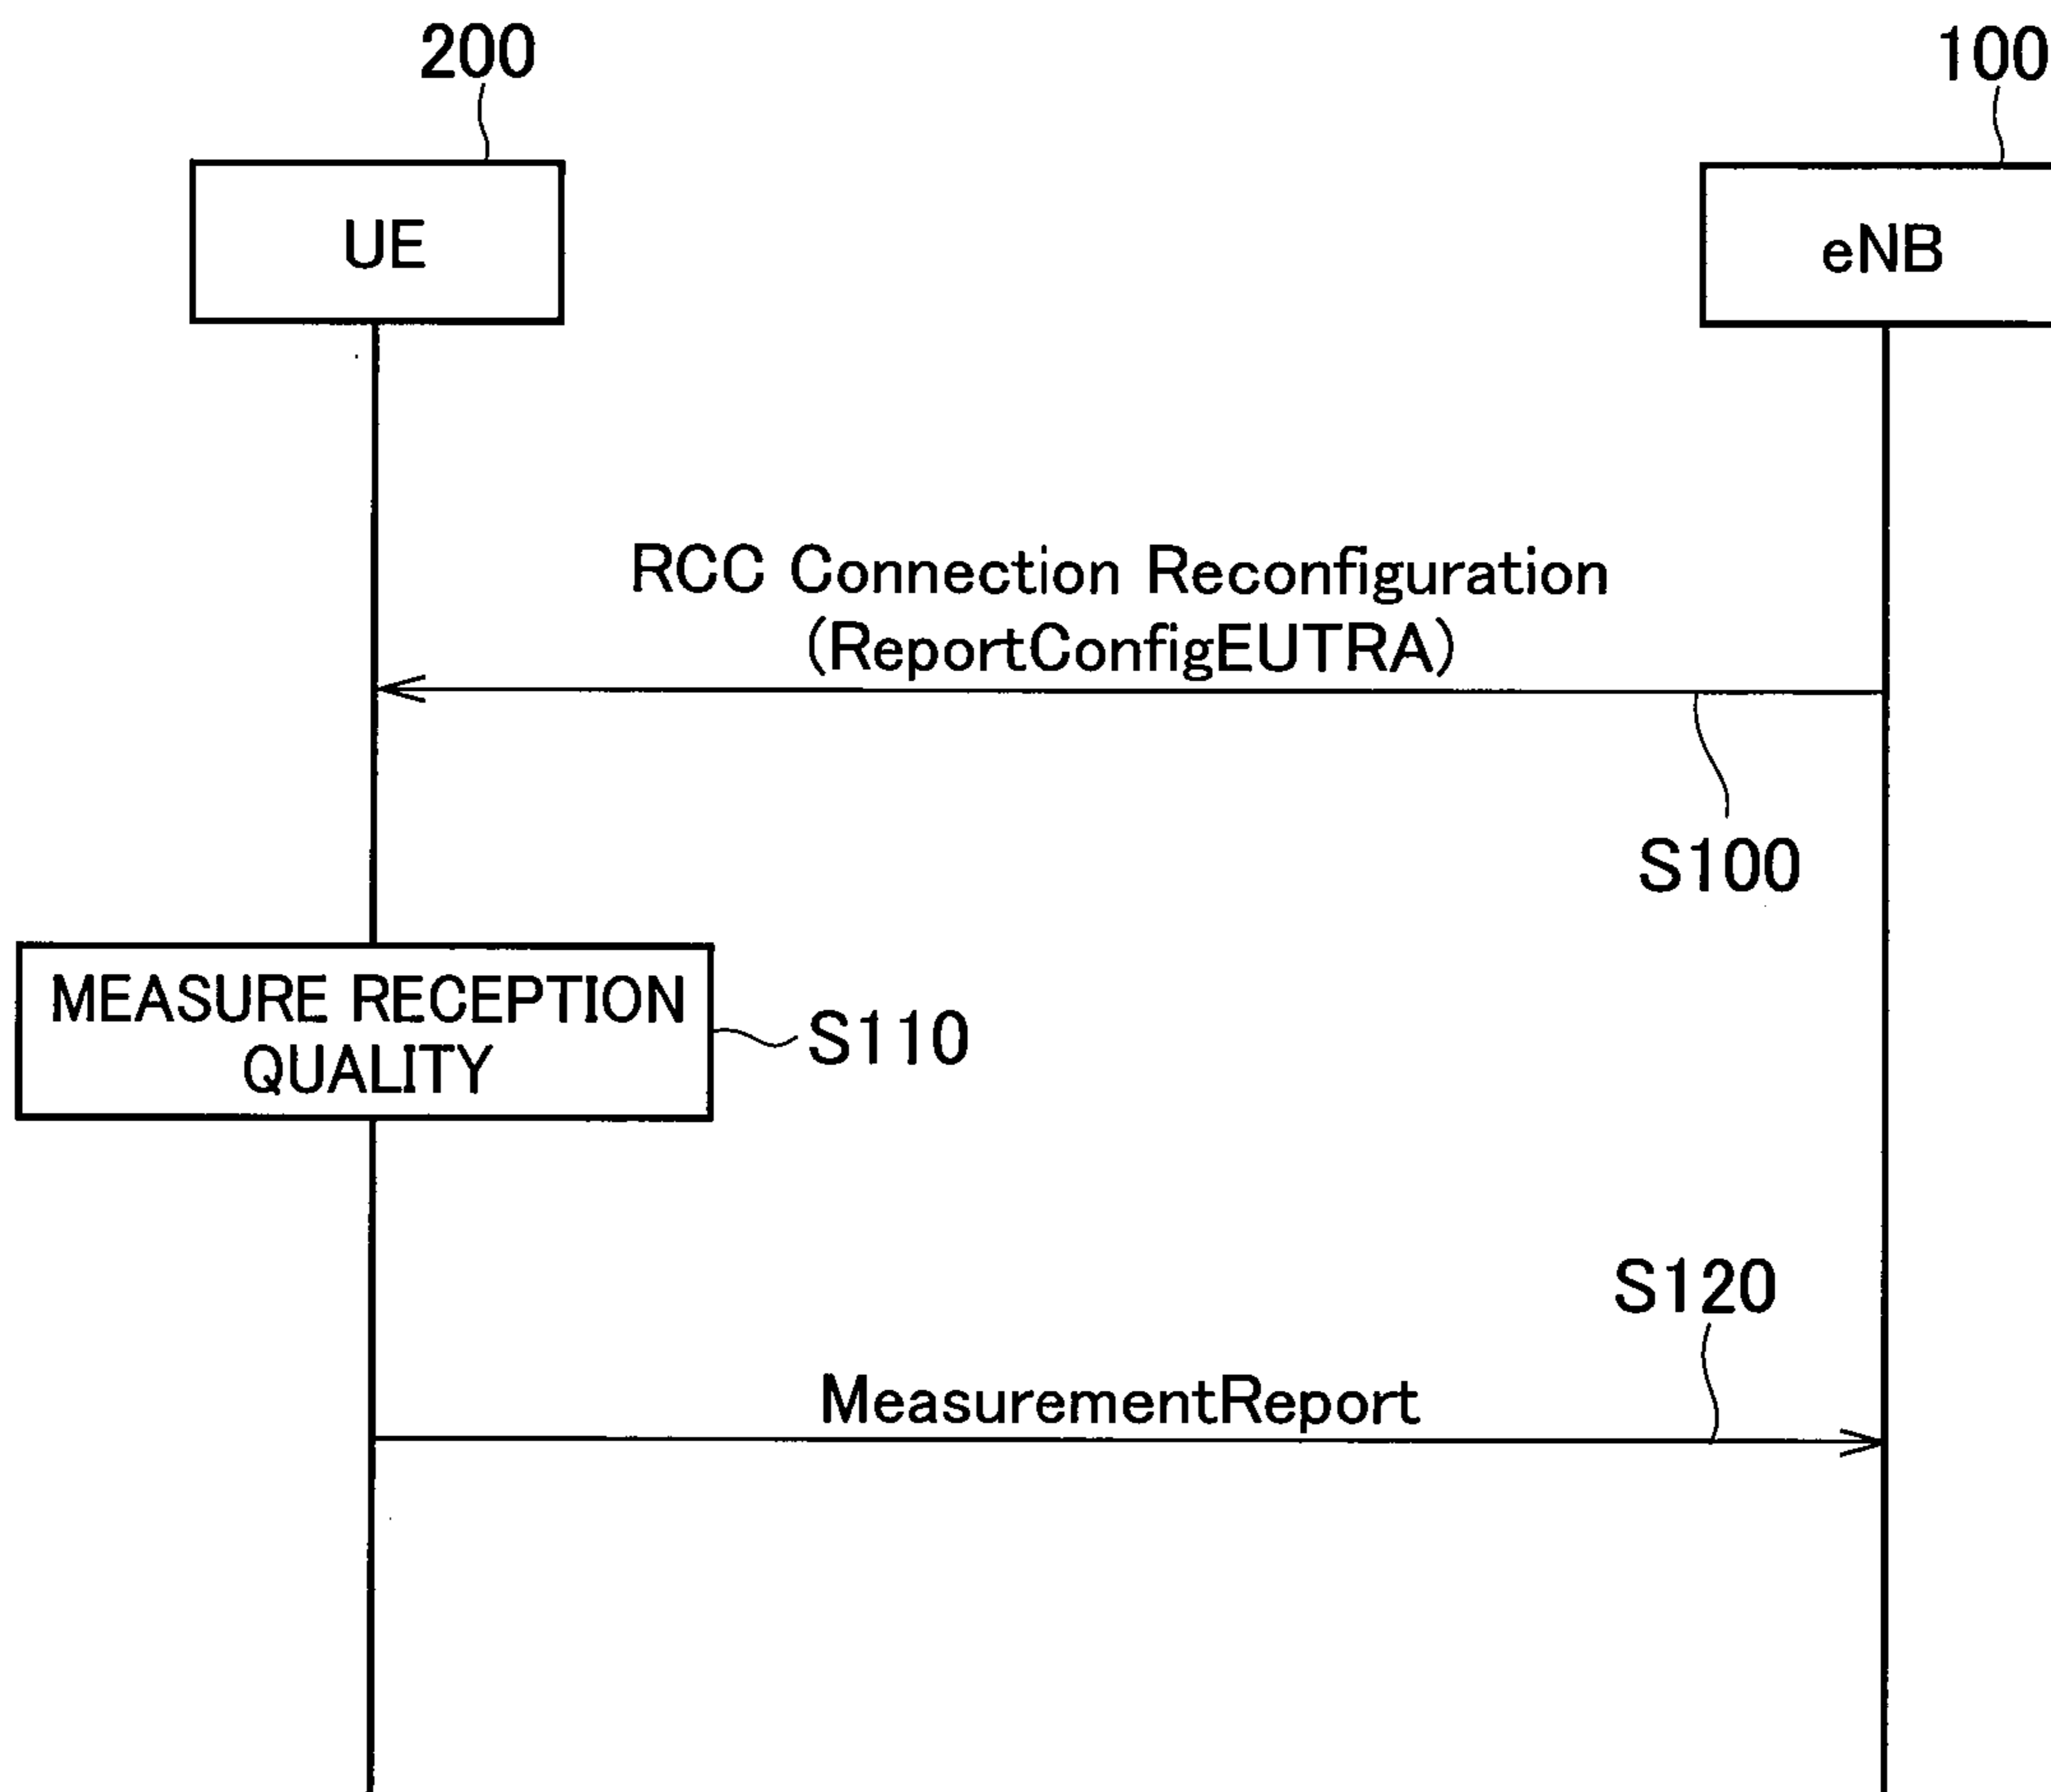 200
100
UE
eNB
RCC Connection Reconfiguration
(ReportConfigEUTRA)
S100
MEASURE RECEPTION
QUALITY
S110
S120
MeasurementReport